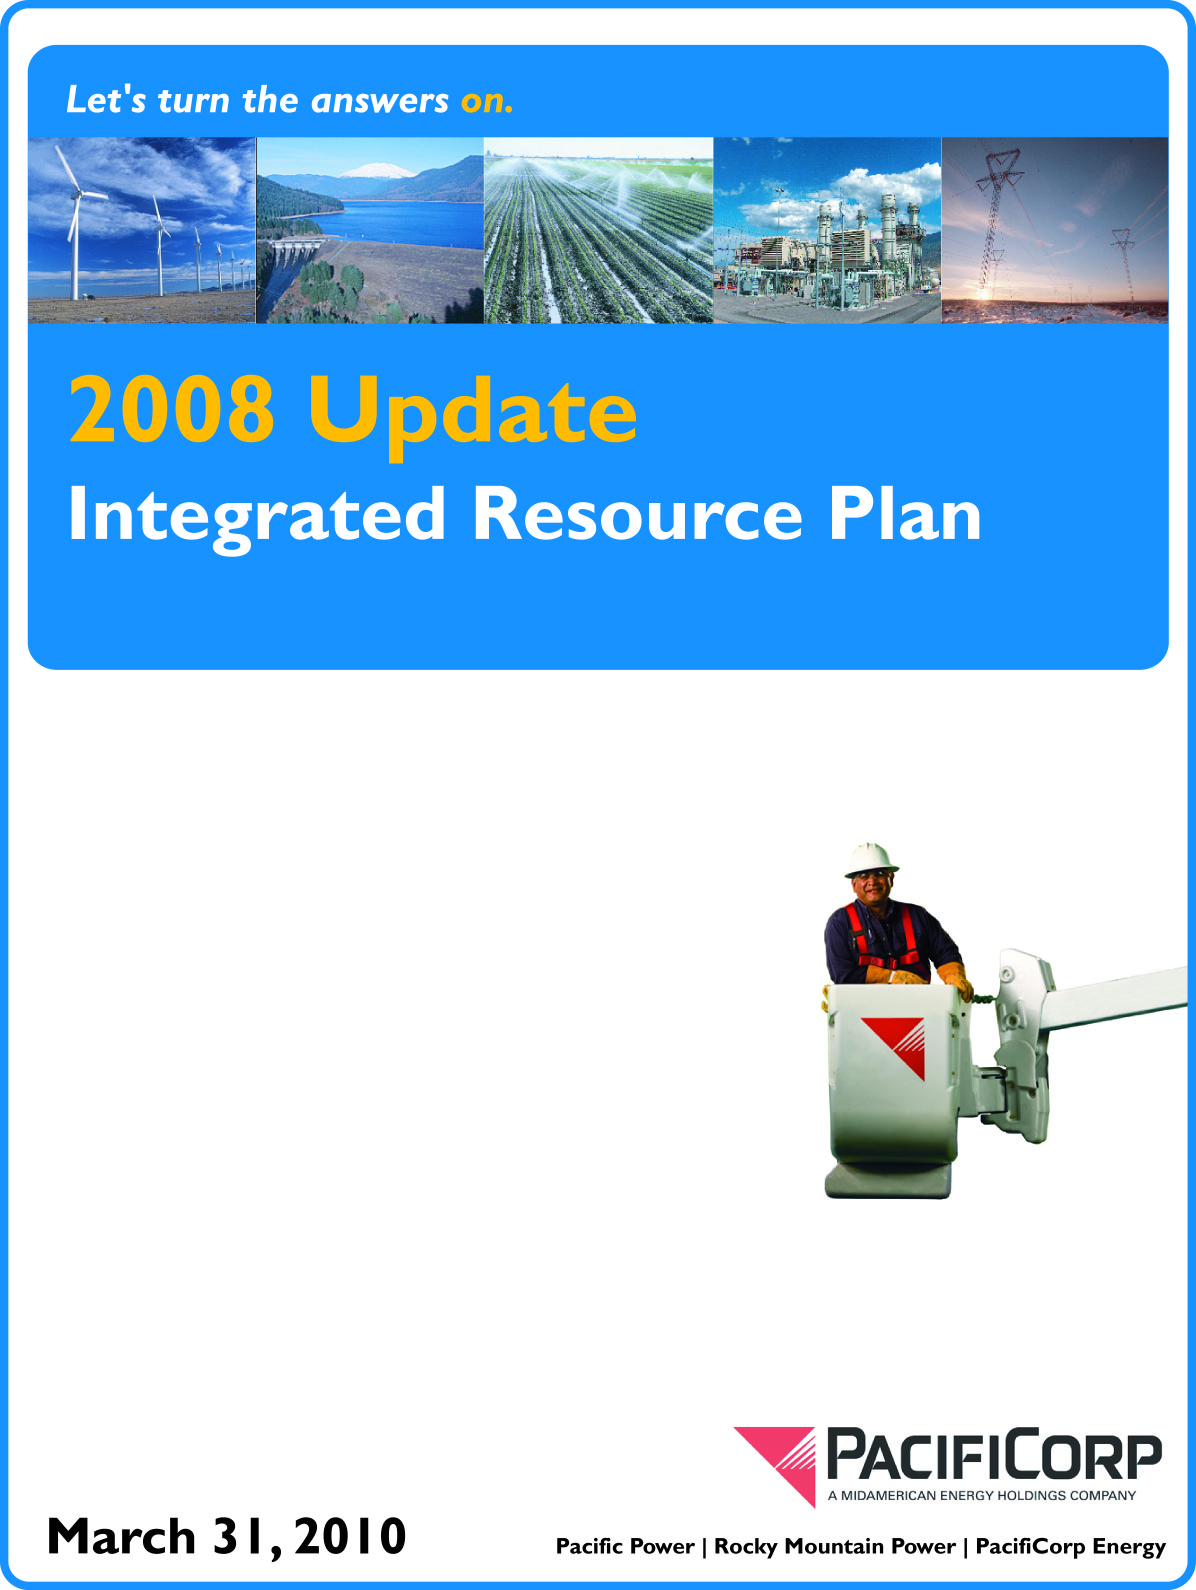 Let's turn the answers on.
2008 Update
Integrated Resource Plan
PACIFICORP
A MIDAMERICAN ENERGY HOLDINGS COMPANY
March 31, 2010
Pacific Power | Rocky Mountain Power | PacifiCorp Energy